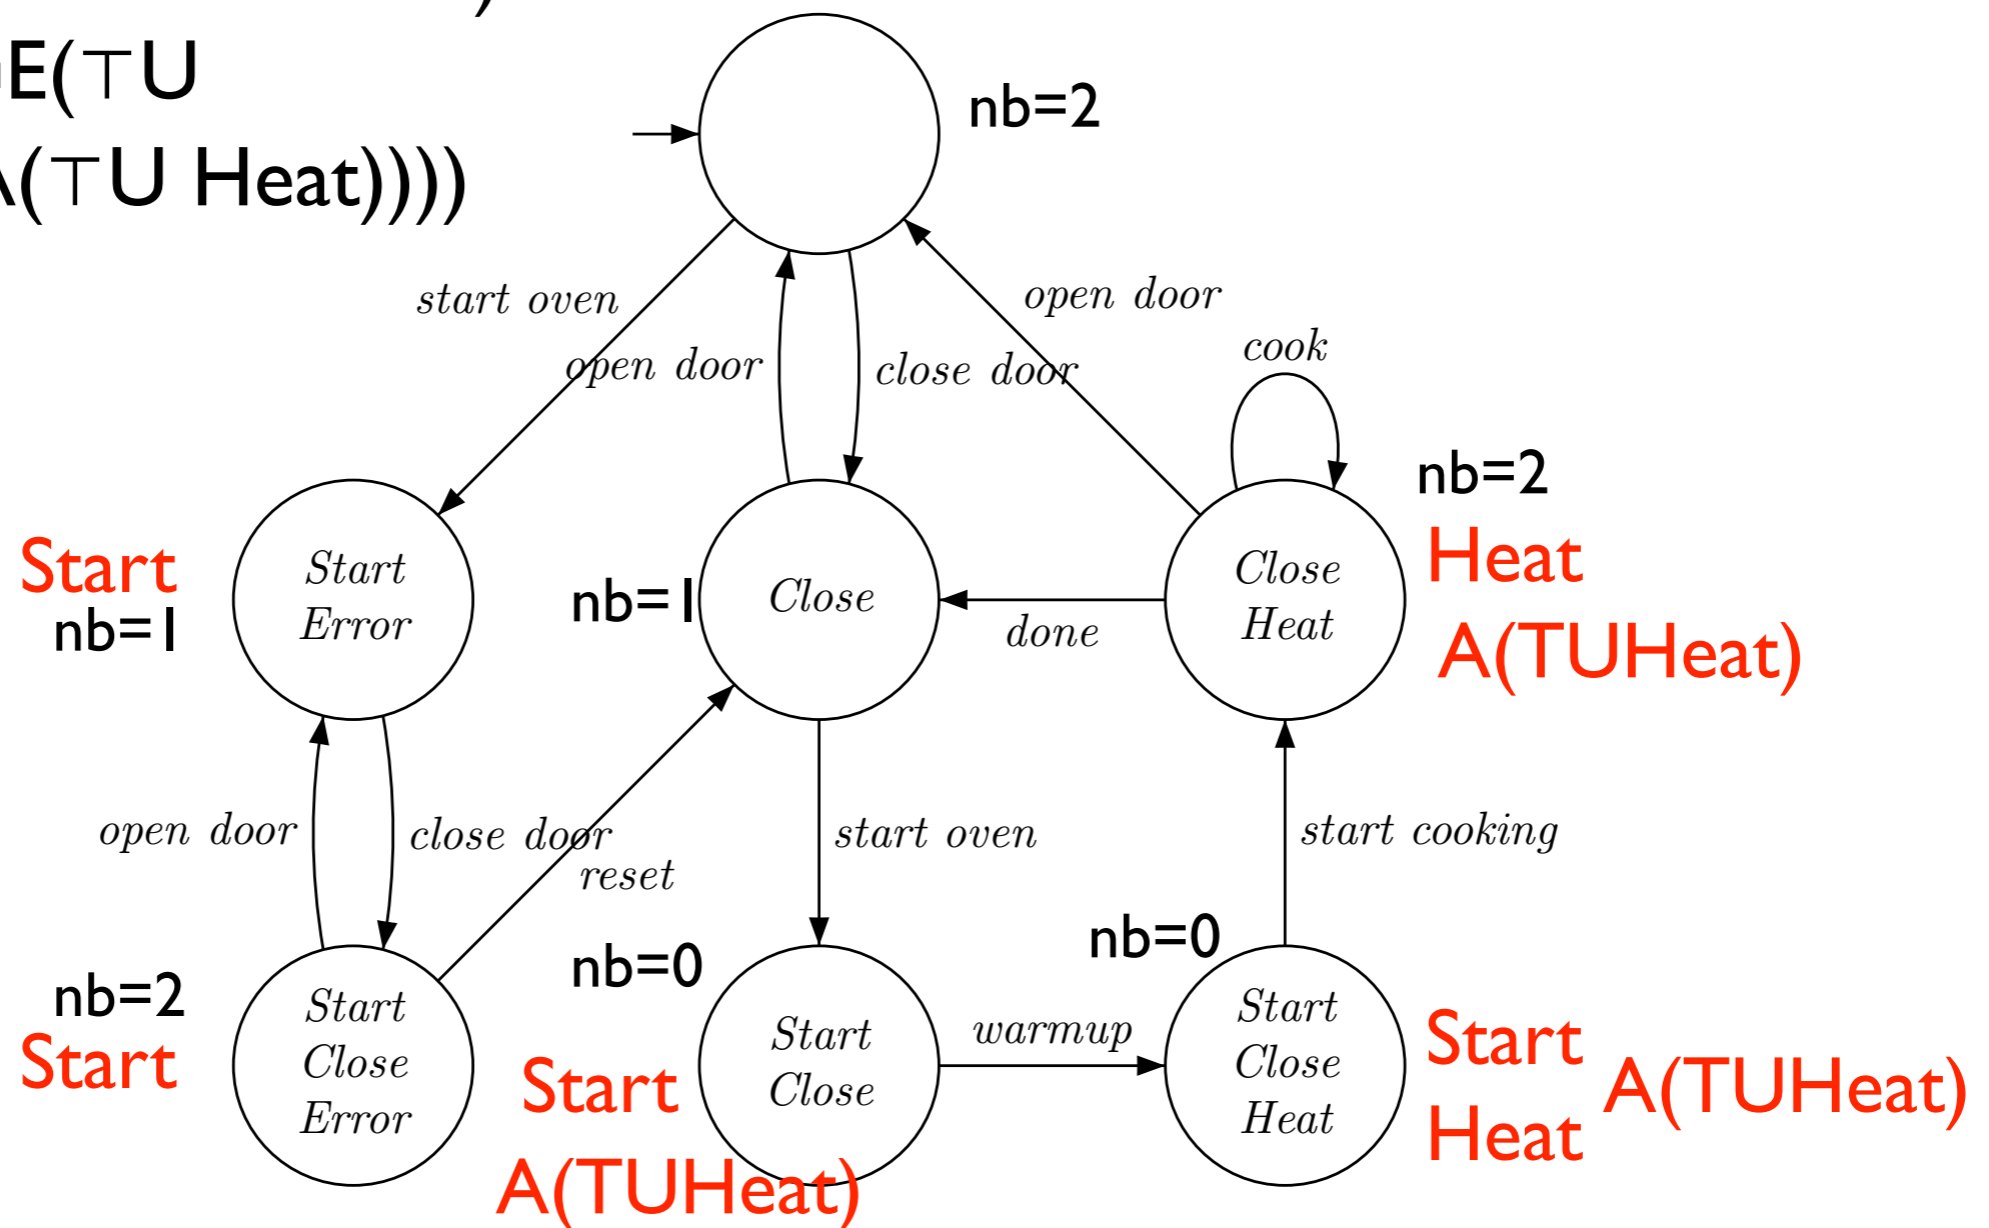 )
E(⊤U
nb=2
A(⊤U Heat))))
start oven
open door
open door
close door
cook
nb=2
Start
nb=1
Start
Error
nb=1
Close
Close
Heat
Heat
A(TUHeat)
done
open door
close door
reset
start oven
start cooking
nb=2
Start
Start
Close
Error
nb=0
Start
A(TUHeat)
Start
Close
warmup
nb=0
Start
Close
Heat
Start
Heat
A(TUHeat)